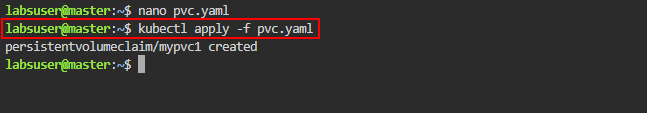 labsuser@master:~$ nano pvc.yaml
labsuser@master:~$ kubectl apply -f pvc.yaml
persistentvolumeclaim/mypvc1 created
labsuser@master:~$